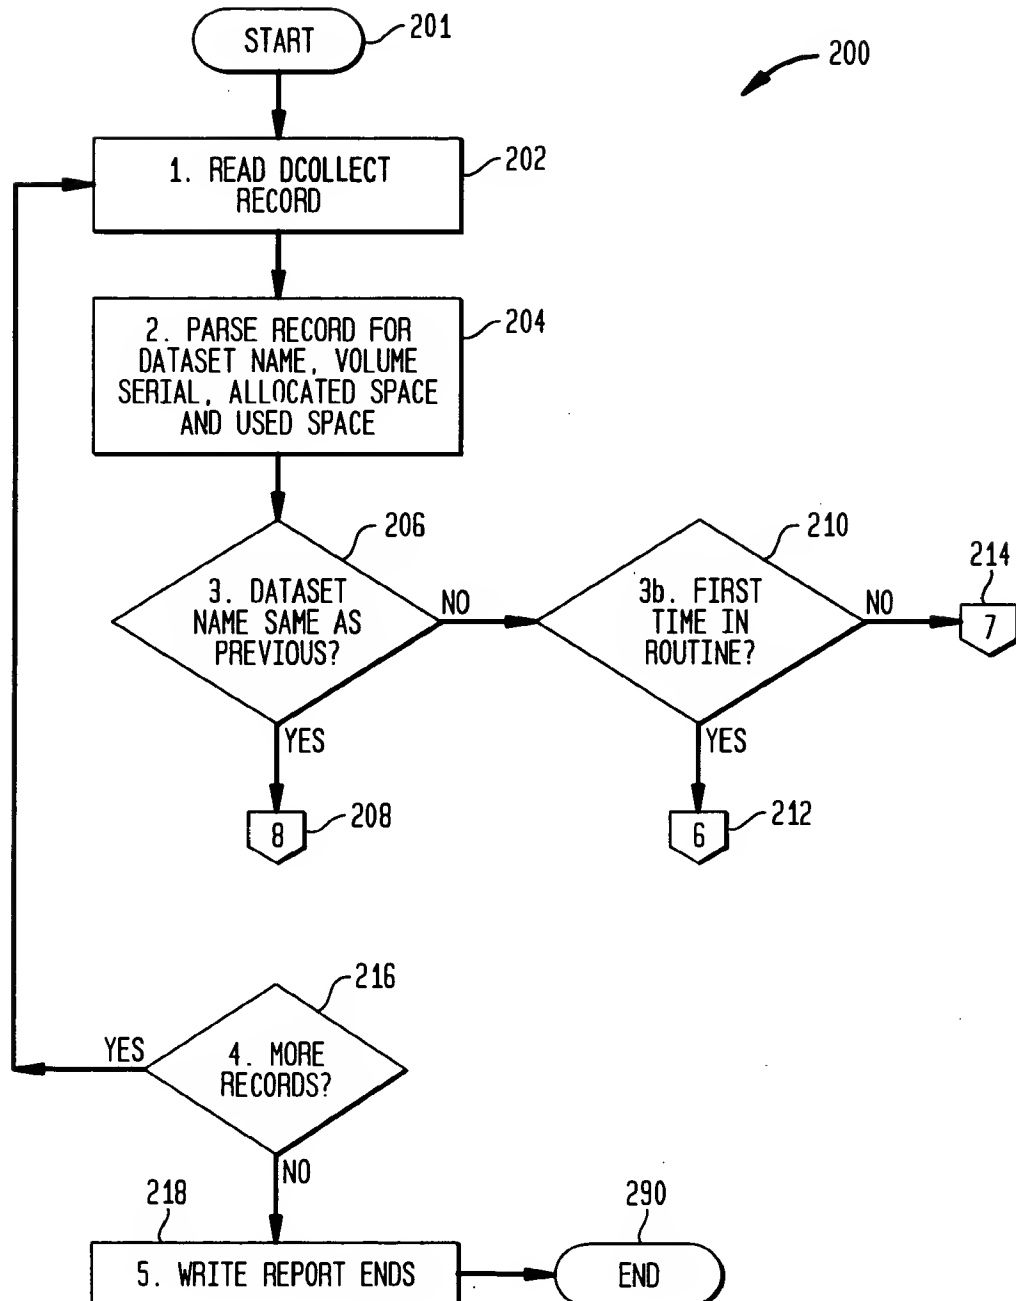 START
201
200
1. READ DCOLLECT
RECORD
202
2. PARSE RECORD FOR
DATASET NAME, VOLUME
SERIAL, ALLOCATED SPACE
AND USED SPACE
204
206
3. DATASET
NAME SAME AS
PREVIOUS?
NO
210
3b. FIRST
TIME IN
ROUTINE?
NO
214
7
YES
YES
8
208
6
212
216
YES
4. MORE
RECORDS?
NO
218
290
5. WRITE REPORT ENDS
END